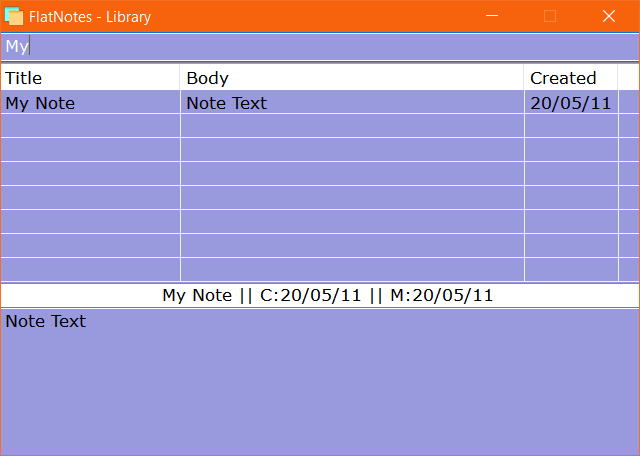 FlatNotes - Library
My
Title Body Created
My Note Note Text 20/05/11
My Note || C:20/05/11 || M:20/05/11
Note Text